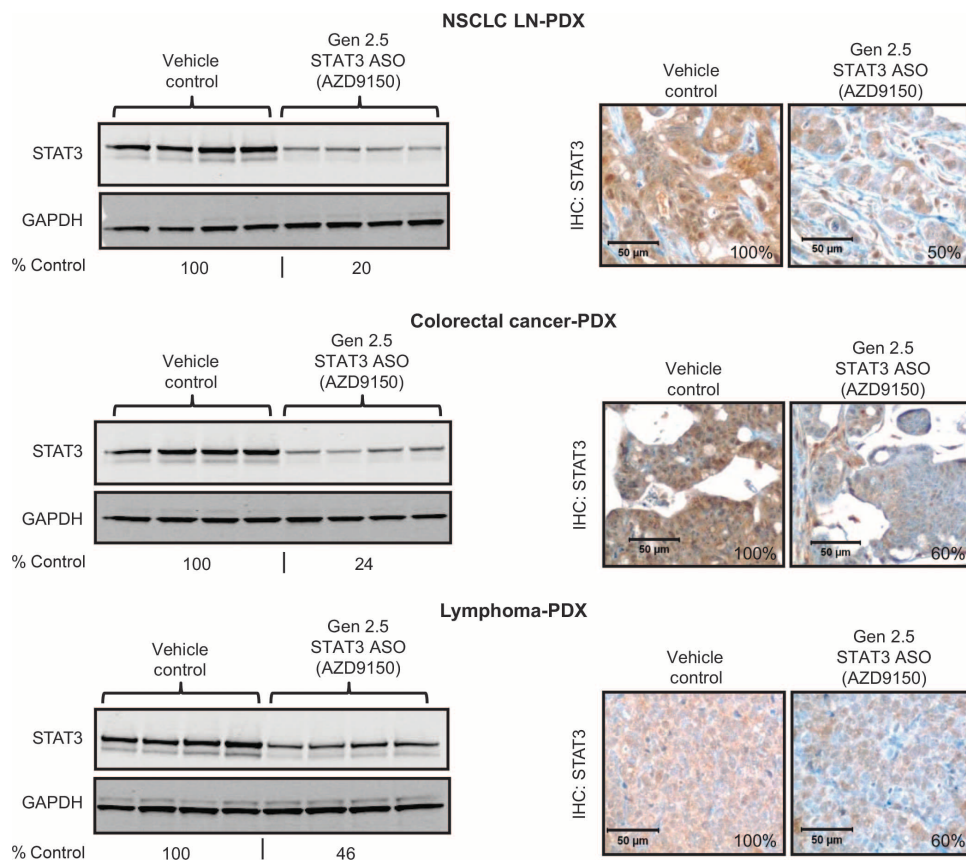 NSCLC LN-PDX
Vehicle
control
Gen 2.5
STAT3 ASO
(AZD9150)
STAT3
GAPDH
% Control 100 | 20
Vehicle
control
Gen 2.5
STAT3 ASO
(AZD9150)
IHC: STAT3
50 µm 100%
50 µm 50%
Colorectal cancer-PDX
Vehicle
control
Gen 2.5
STAT3 ASO
(AZD9150)
STAT3
GAPDH
% Control 100 | 24
Vehicle
control
Gen 2.5
STAT3 ASO
(AZD9150)
IHC: STAT3
50 µm 100%
50 µm 60%
Lymphoma-PDX
Vehicle
control
Gen 2.5
STAT3 ASO
(AZD9150)
STAT3
GAPDH
% Control 100 | 46
Vehicle
control
Gen 2.5
STAT3 ASO
(AZD9150)
IHC: STAT3
50 µm 100%
50 µm 60%